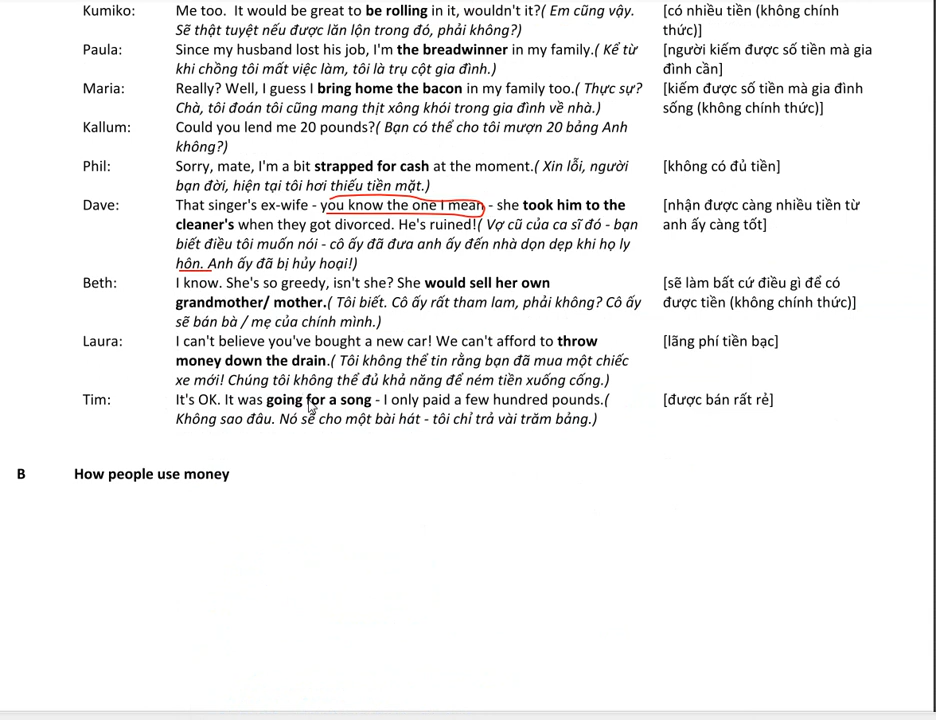 Kumiko: Me too. It would be great to be rolling in it, wouldn't it?( Em cũng vậy. [có nhiều tiền (không chính
Sẽ thật tuyệt nếu được lăn lộn trong đó, phải không?) thức)]
Paula: Since my husband lost his job, I'm the breadwinner in my family.( Kể từ [người kiếm được số tiền mà gia
khi chồng tôi mất việc làm, tôi là trụ cột gia đình.) đình cần]
Maria: Really? Well, I guess I bring home the bacon in my family too.( Thực sự? [kiếm được số tiền mà gia đình
Chà, tôi đoán tôi cũng mang thịt xông khói trong gia đình về nhà.) sống (không chính thức)]
Kallum: Could you lend me 20 pounds?( Bạn có thể cho tôi mượn 20 bảng Anh
không?)
Phil: Sorry, mate, I'm a bit strapped for cash at the moment.( Xin lỗi, người [không có đủ tiền]
bạn đời, hiện tại tôi hơi thiếu tiền mặt.)
Dave: That singer's ex-wife - you know the one I mean - she took him to the [nhận được càng nhiều tiền từ
cleaner's when they got divorced. He's ruined!( Vợ cũ của ca sĩ đó - bạn anh ấy càng tốt]
biết điều tôi muốn nói - cô ấy đã đưa anh ấy đến nhà dọn dẹp khi họ ly
hôn. Anh ấy đã bị hủy hoại!)
Beth: I know. She's so greedy, isn't she? She would sell her own [sẽ làm bất cứ điều gì để có
grandmother/ mother.( Tôi biết. Cô ấy rất tham lam, phải không? Cô ấy được tiền (không chính thức)]
sẽ bán bà / mẹ của chính mình.)
Laura: I can't believe you've bought a new car! We can't afford to throw [lãng phí tiền bạc]
money down the drain.( Tôi không thể tin rằng bạn đã mua một chiếc
xe mới! Chúng tôi không thể đủ khả năng để ném tiền xuống cống.)
Tim: It's OK. It was going for a song - I only paid a few hundred pounds.( [được bán rất rẻ]
Không sao đâu. Nó sẽ cho một bài hát - tôi chỉ trả vài trăm bảng.)
B How people use money